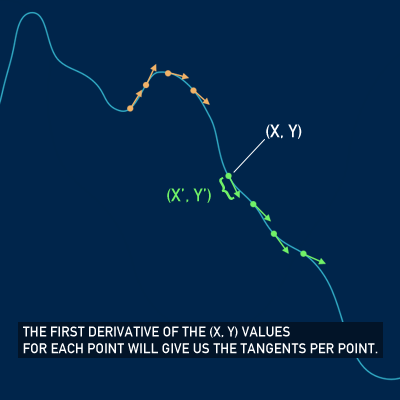 (X, Y)
(X', Y')
THE FIRST DERIVATIVE OF THE (X, Y) VALUES
FOR EACH POINT WILL GIVE US THE TANGENTS PER POINT.